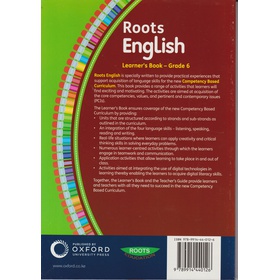 Roots
English
Learner's Book – Grade 6
Roots English is specially written to provide practical experiences that
support acquisition of language skills for the new Competency Based
Curriculum. This book provides a range of activities that learners will
find exciting and motivating. The activities are aimed at acquisition of
the core competencies, values, and pertinent and contemporary issues
(PCIs).
The Learner's Book ensures coverage of the new Competency Based
Curriculum by providing:
• Units that are structured according to strands and sub-strands as
outlined in the curriculum.
• An integration of the four language skills – listening, speaking,
reading and writing.
• Real life situations where learners can apply creativity and critical
thinking skills in solving everyday problems.
• Numerous learner-centred activities through which the learners
engage in teamwork and communication.
• Application activities that allow learning to take place in and out of
class.
• Activities aimed at integrating the use of digital technologies in
learning thereby enabling the learners to acquire digital literacy skills.
Together, the Learner's Book and the Teacher's Guide provide learners
and teachers with all they need to succeed in the new Competency Based
Curriculum.
PUBLISHED BY
OXFORD
UNIVERSITY PRESS
www.oxford.co.ke
ROOTS